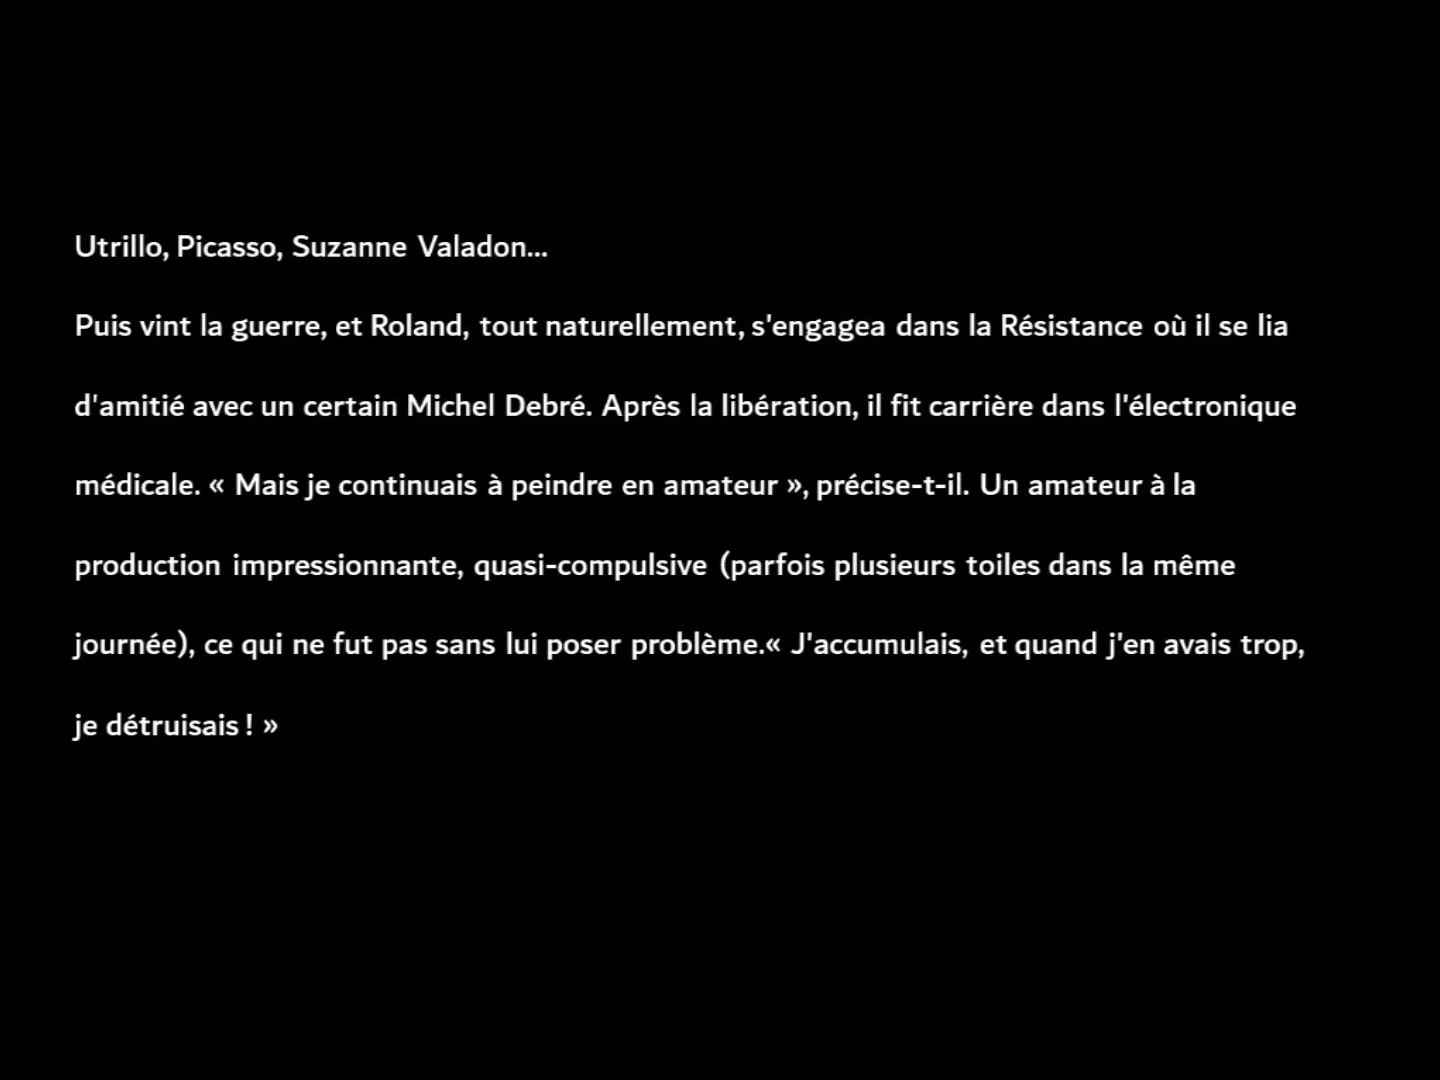 Utrillo, Picasso, Suzanne Valadon...
Puis vint la guerre, et Roland, tout naturellement, s'engagea dans la Résistance où il se lia
d'amitié avec un certain Michel Debré. Après la libération, il fit carrière dans l'électronique
médicale. « Mais je continuais à peindre en amateur », précise-t-il. Un amateur à la
production impressionnante, quasi-compulsive (parfois plusieurs toiles dans la même
journée), ce qui ne fut pas sans lui poser problème.« J'accumulais, et quand j'en avais trop,
je détruisais ! »